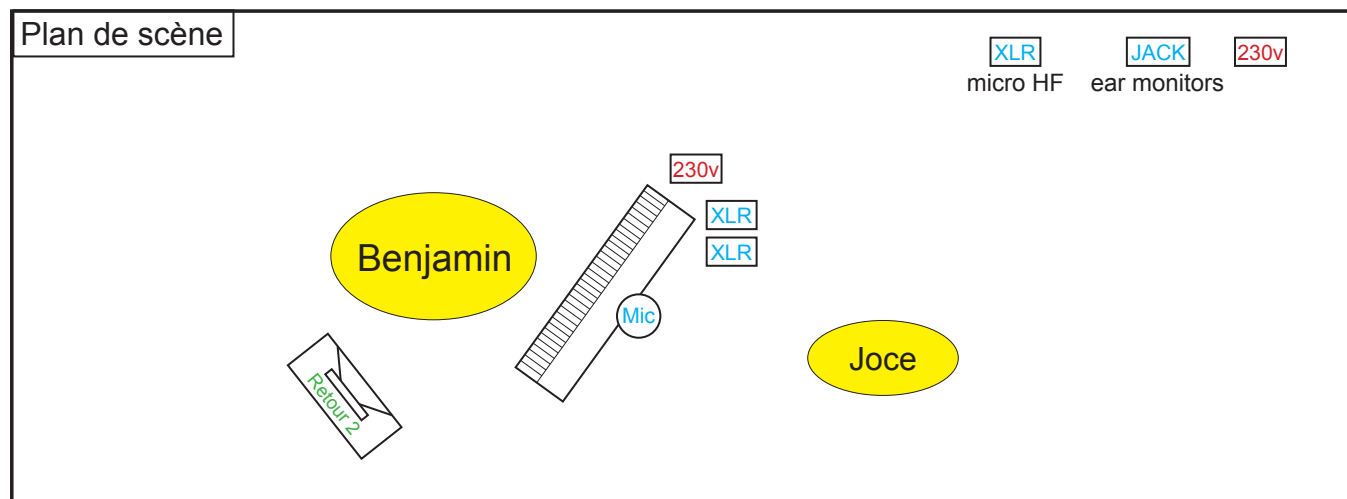 Plan de scène
XLR
JACK
230v
micro HF
ear monitors
230v
XLR
Benjamin
XLR
Mic
Joce
Retour 2